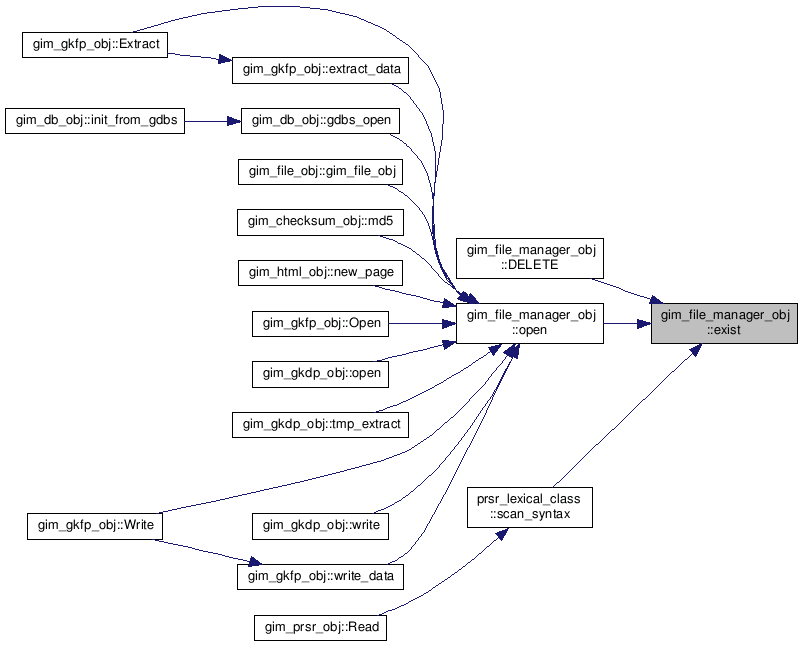 gim_gkfp_obj::Extract
gim_gkfp_obj::extract_data
gim_db_obj::init_from_gdbs
gim_db_obj::gdbs_open
gim_file_obj::gim_file_obj
gim_checksum_obj::md5
gim_html_obj::new_page
gim_gkfp_obj::Open
gim_gkdp_obj::open
gim_gkdp_obj::tmp_extract
gim_gkfp_obj::Write
gim_gkdp_obj::write
gim_gkfp_obj::write_data
gim_prsr_obj::Read
gim_file_manager_obj
::DELETE
gim_file_manager_obj
::open
prsr_lexical_class
::scan_syntax
gim_file_manager_obj
::exist